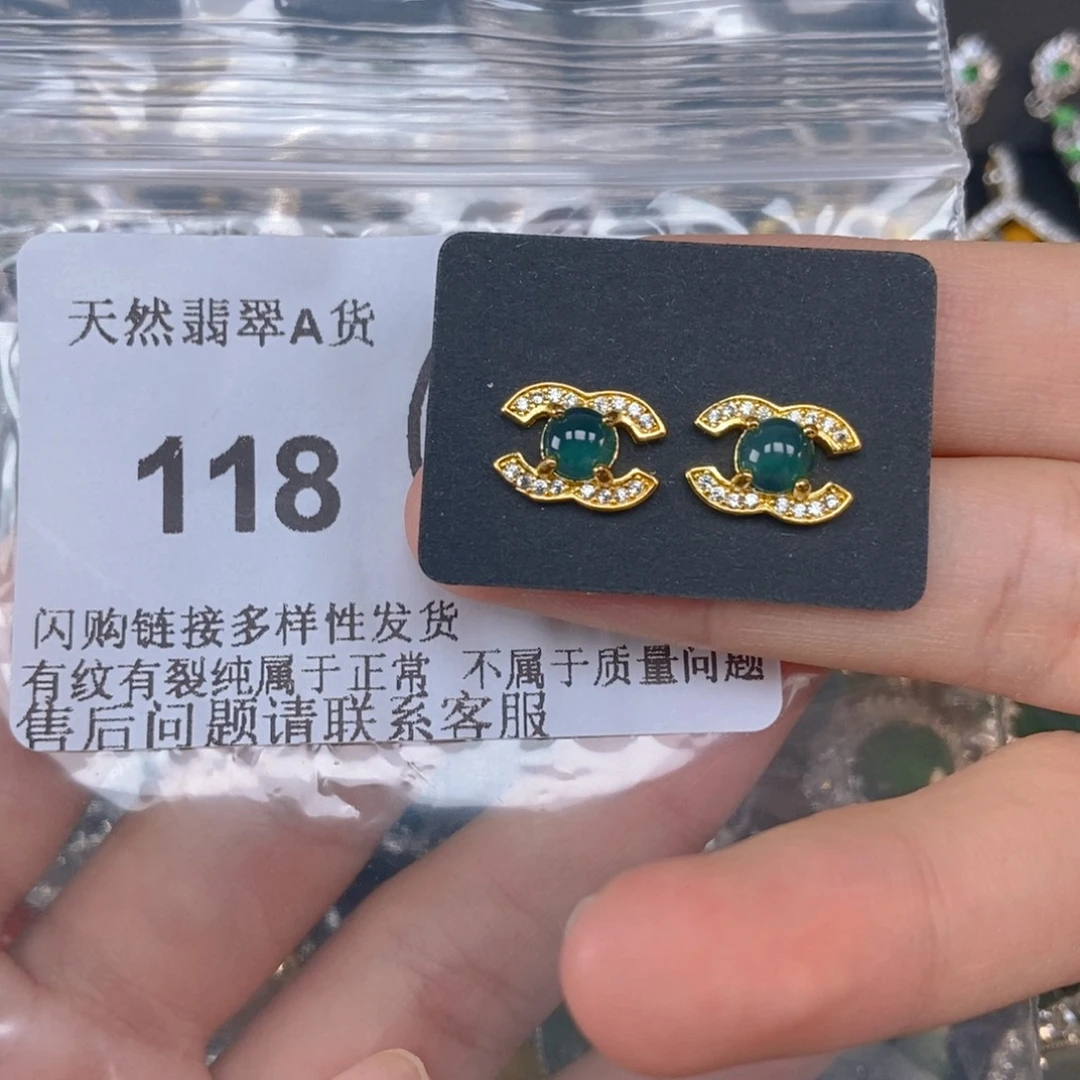 天然翡翠A货
118
闪购链接多样性发货
有纹有裂纯属于正常 不属于质量问题
售后问题请联系客服